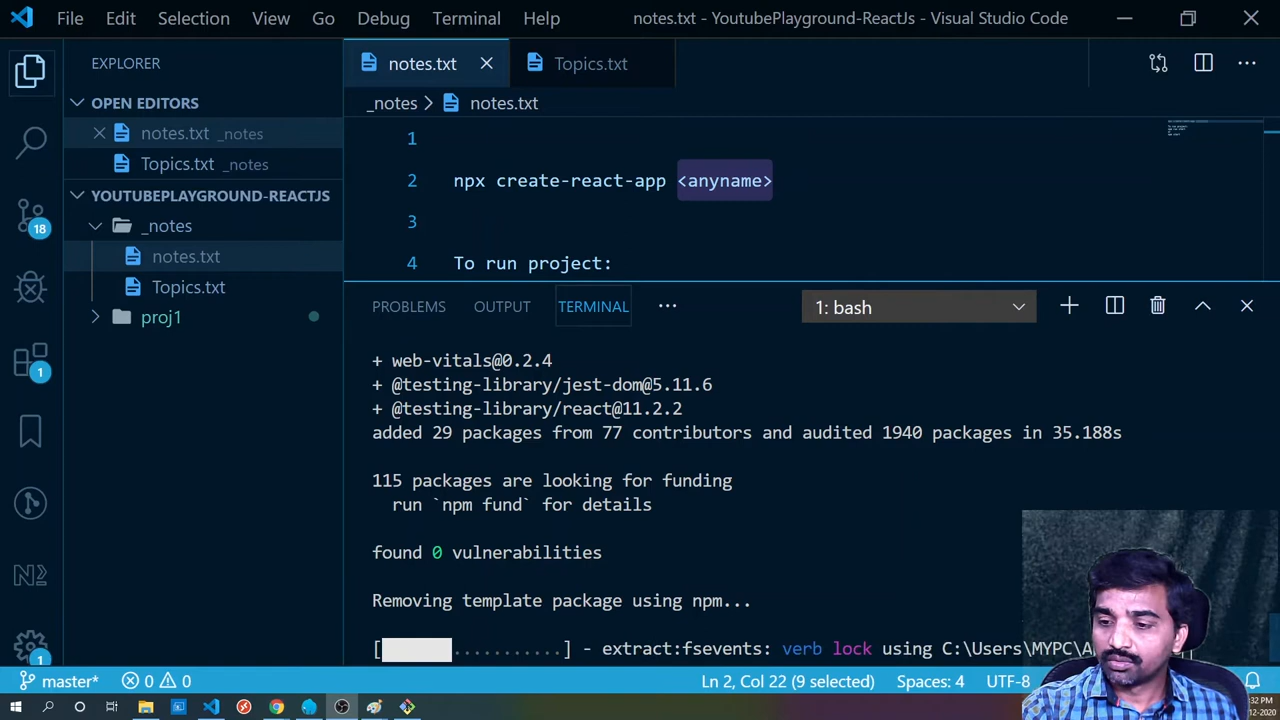 File Edit Selection View Go Debug Terminal Help notes.txt - YoutubePlayground-ReactJs - Visual Studio Code
EXPLORER
notes.txt
Topics.txt
OPEN EDITORS
_notes > notes.txt
notes.txt _notes
Topics.txt _notes
YOUTUBEPLAYGROUND-REACTJS
_notes
notes.txt
Topics.txt
proj1
18
1
1
1
2 npx create-react-app <anyname>
3
4 To run project:
PROBLEMS OUTPUT TERMINAL 1: bash
+ web-vitals@0.2.4
+ @testing-library/jest-dom@5.11.6
+ @testing-library/react@11.2.2
added 29 packages from 77 contributors and audited 1940 packages in 35.188s
115 packages are looking for funding
run `npm fund` for details
found 0 vulnerabilities
Removing template package using npm...
[ ...........] - extract:fsevents: verb lock using C:\Users\MYPC\A
master* 0 0 Ln 2, Col 22 (9 selected) Spaces: 4 UTF-8